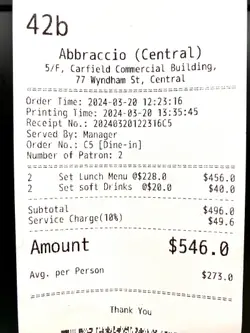 42b
Abbraccio (Central)
5/F, Carfield Commercial Building,
77 Wyndham St, Central
Order Time: 2024-03-20 12:23:16
Printing Time: 2024-03-20 13:35:45
Receipt No.: 2024032012231 6C5
Served By: Manager
Order No.: C5 [Dine-in]
Number of Patron: 2
2 Set Lunch Menu @$228.0 $456.0
2 Set soft Drinks @$20.0 $40.0
Subtotal $496.0
Service Charge(10%) $49.6
Amount $546.0
Avg. per Person $273.0
Thank You